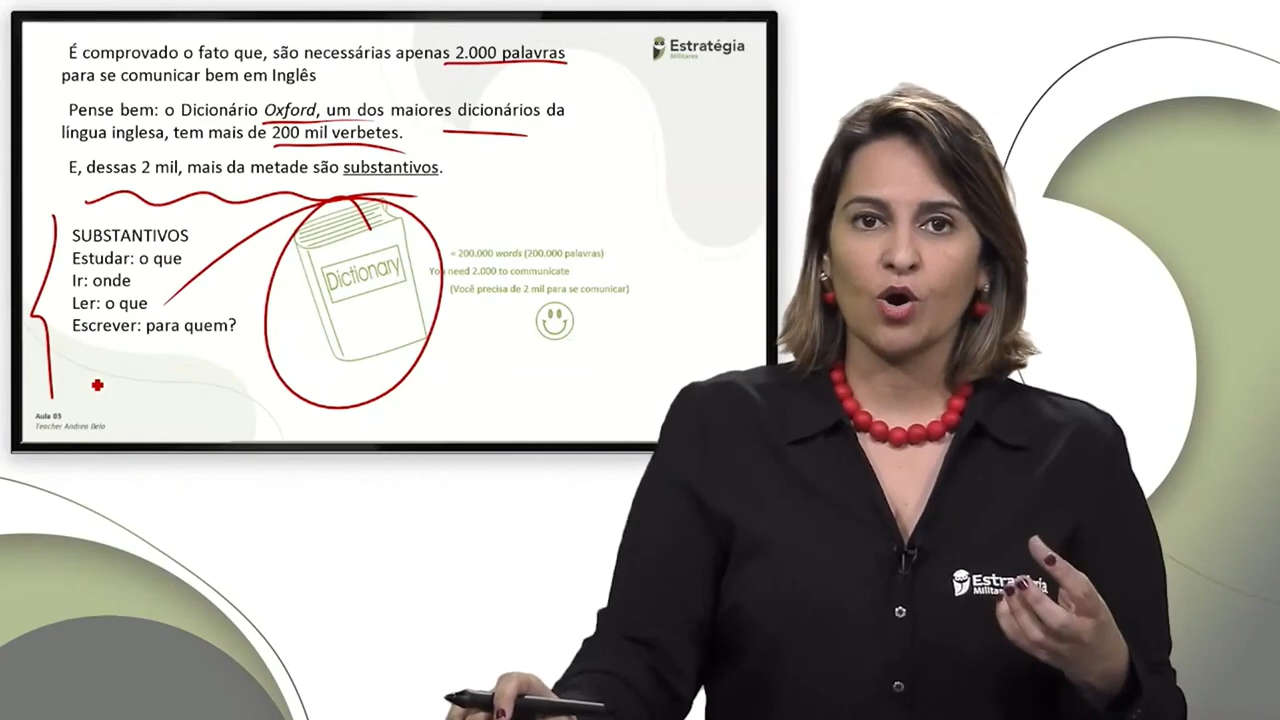 É comprovado o fato que, são necessárias apenas 2.000 palavras
para se comunicar bem em Inglês
Pense bem: o Dicionário Oxford, um dos maiores dicionários da
língua inglesa, tem mais de 200 mil verbetes.
E, dessas 2 mil, mais da metade são substantivos.
SUBSTANTIVOS
Estudar: o que
Ir: onde
Ler: o que
Escrever: para quem?
Dictionary
= 200.000 words (200.000 palavras)
You need 2.000 to communicate
(Você precisa de 2 mil para se comunicar)
Aula 03
Teacher Andrea Belo
Estratégia
Militares
Estratégia
Militares